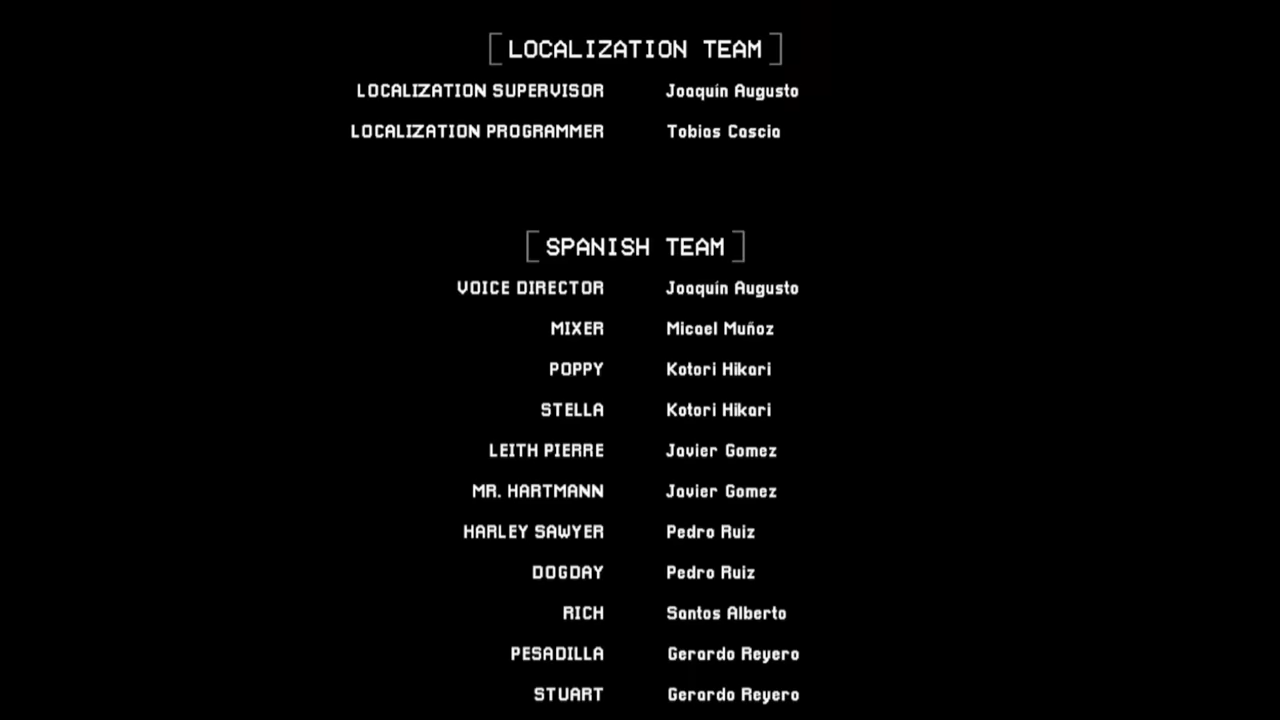 [LOCALIZATION TEAM]
LOCALIZATION SUPERVISOR Joaquín Augusto
LOCALIZATION PROGRAMMER Tobias Coscia
[SPANISH TEAM]
VOICE DIRECTOR Joaquín Augusto
MIXER Micael Muñoz
POPPY Kotori Hikari
STELLA Kotori Hikari
LEITH PIERRE Javier Gomez
MR. HARTMANN Javier Gomez
HARLEY SAWYER Pedro Ruiz
DOGDAY Pedro Ruiz
RICH Santos Alberto
PESADILLA Gerardo Reyero
STUART Gerardo Reyero